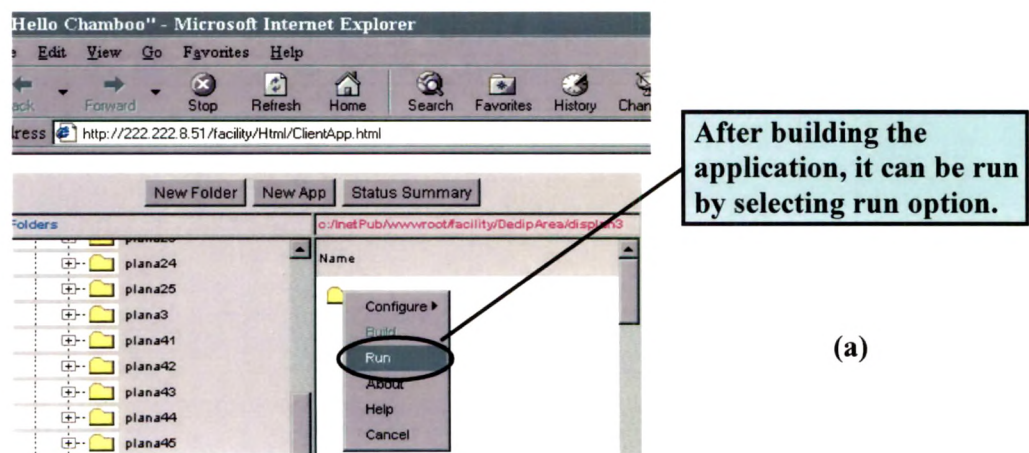 Hello Chamboo" - Microsoft Internet Explorer
Edit View Go Favorites Help
Forward Stop Refresh Home Search Favorites History Chan
ress http://222.222.8.51/facility/Html/ClientApp.html
After building the
application, it can be run
by selecting run option.
New Folder New App Status Summary
Folders
c:/InetPub/wwwroot/facility/DedipArea/displan3
Name
plana24
plana25
plana3
plana41
plana42
plana43
plana44
plana45
Configure
Build
Run
About
Help
Cancel
(a)